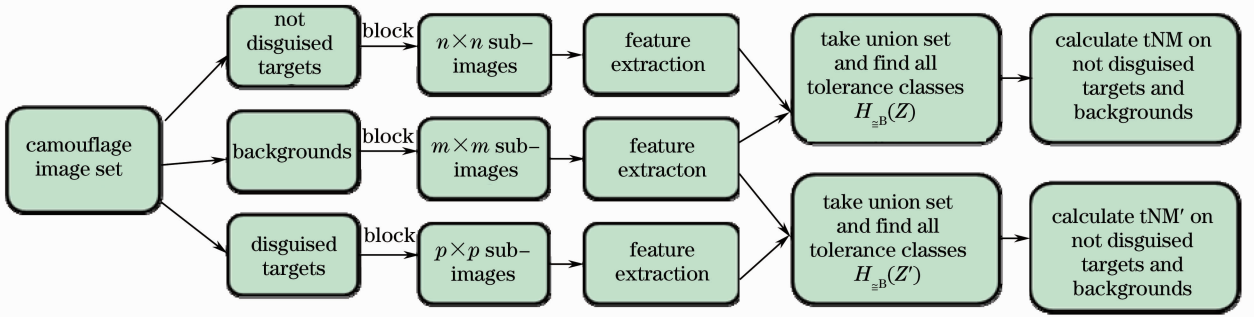 camouflage
image set
not
disguised
targets
block
n×n sub-
images
feature
extraction
backgrounds
block
m×m sub-
images
feature
extracton
disguised
targets
block
p×p sub-
images
feature
extraction
take union set
and find all
tolerance classes
H≅B(Z)
calculate tNM on
not disguised
targets and
backgrounds
take union set
and find all
tolerance classes
H≅B(Z′)
calculate tNM′ on
not disguised
targets and
backgrounds